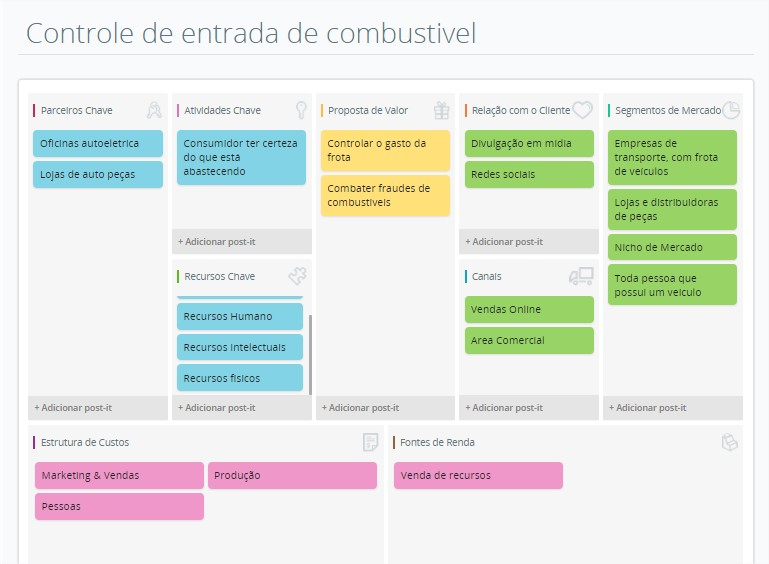 Controle de entrada de combustivel
Parceiros Chave
Oficinas autoeletrica
Lojas de auto peças
+ Adicionar post-it
Atividades Chave
Consumidor ter certeza
do que está
abastecendo
+ Adicionar post-it
Recursos Chave
Recursos Humano
Recursos Intelectuais
Recursos fisicos
+ Adicionar post-it
Proposta de Valor
Controlar o gasto da
frota
Combater fraudes de
combustiveis
+ Adicionar post-it
Relação com o Cliente
Divulgação em midia
Redes sociais
+ Adicionar post-it
Canais
Vendas Online
Area Comercial
+ Adicionar post-it
Segmentos de Mercado
Empresas de
transporte, com frota
de veiculos
Lojas e distribuidoras
de peças
Nicho de Mercado
Toda pessoa que
possui um veiculo
+ Adicionar post-it
Estrutura de Custos
Marketing & Vendas
Produção
Pessoas
Fontes de Renda
Venda de recursos